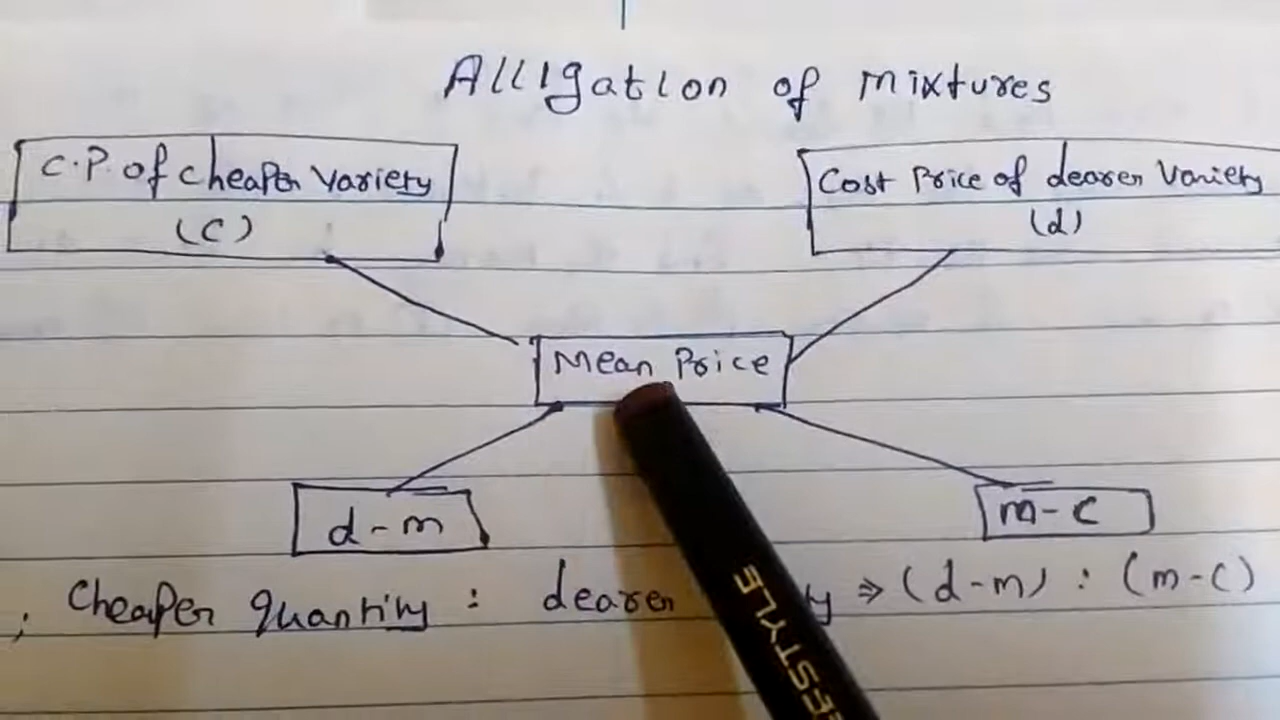 Alligation of mixtures
C.P. of cheaper variety
(C)
Cost Price of dearer Variety
(d)
Mean Price
d-m
m-c
; Cheaper quantity : dearer y ⇒ (d-m) : (m-c)
ESTYLE